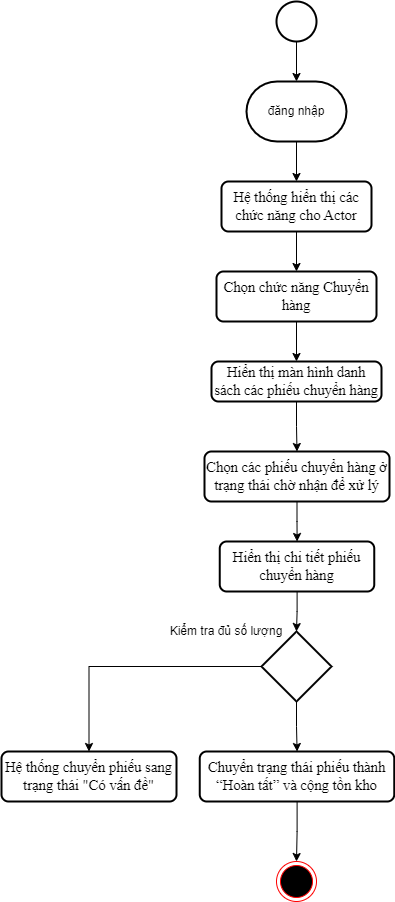 đăng nhập
Hệ thống hiển thị các
chức năng cho Actor
Chọn chức năng Chuyển
hàng
Hiển thị màn hình danh
sách các phiếu chuyển hàng
Chọn các phiếu chuyển hàng ở
trạng thái chờ nhận để xử lý
Hiển thị chi tiết phiếu
chuyển hàng
Kiểm tra đủ số lượng
Hệ thống chuyển phiếu sang
trạng thái "Có vấn đề"
Chuyển trạng thái phiếu thành
“Hoàn tất” và cộng tồn kho